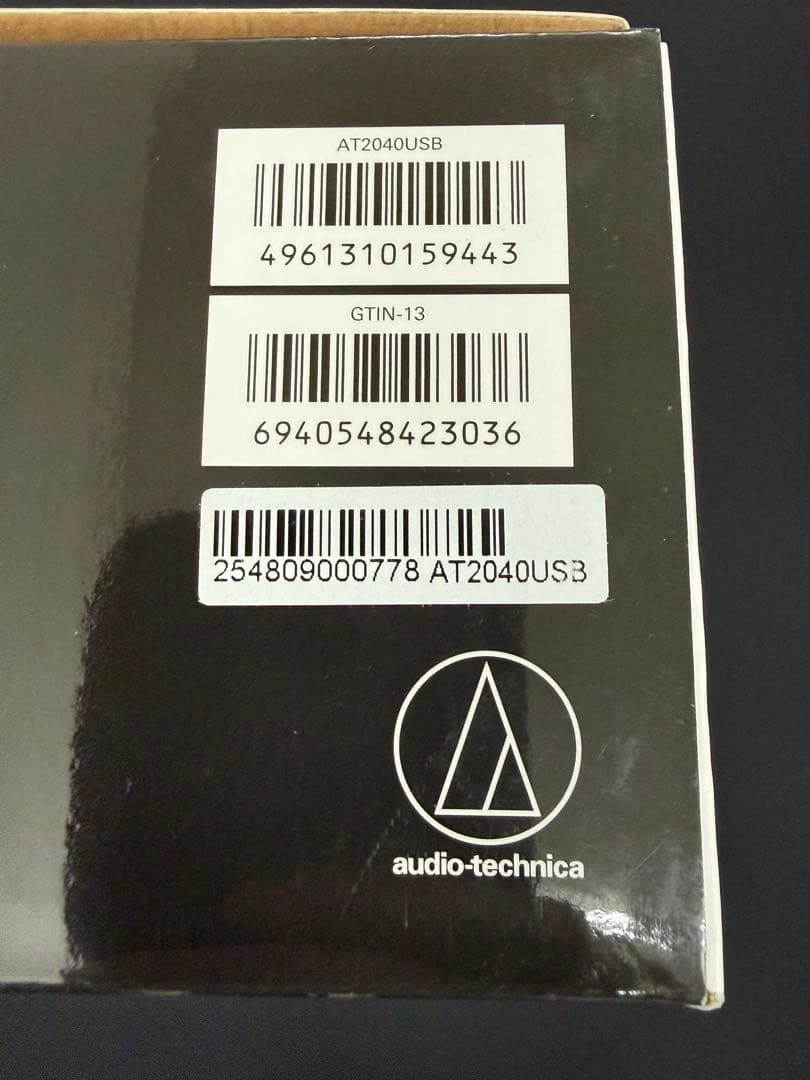 AT2040USB
4961310159443
GTIN-13
6940548423036
254809000778 AT2040USB
audio-technica